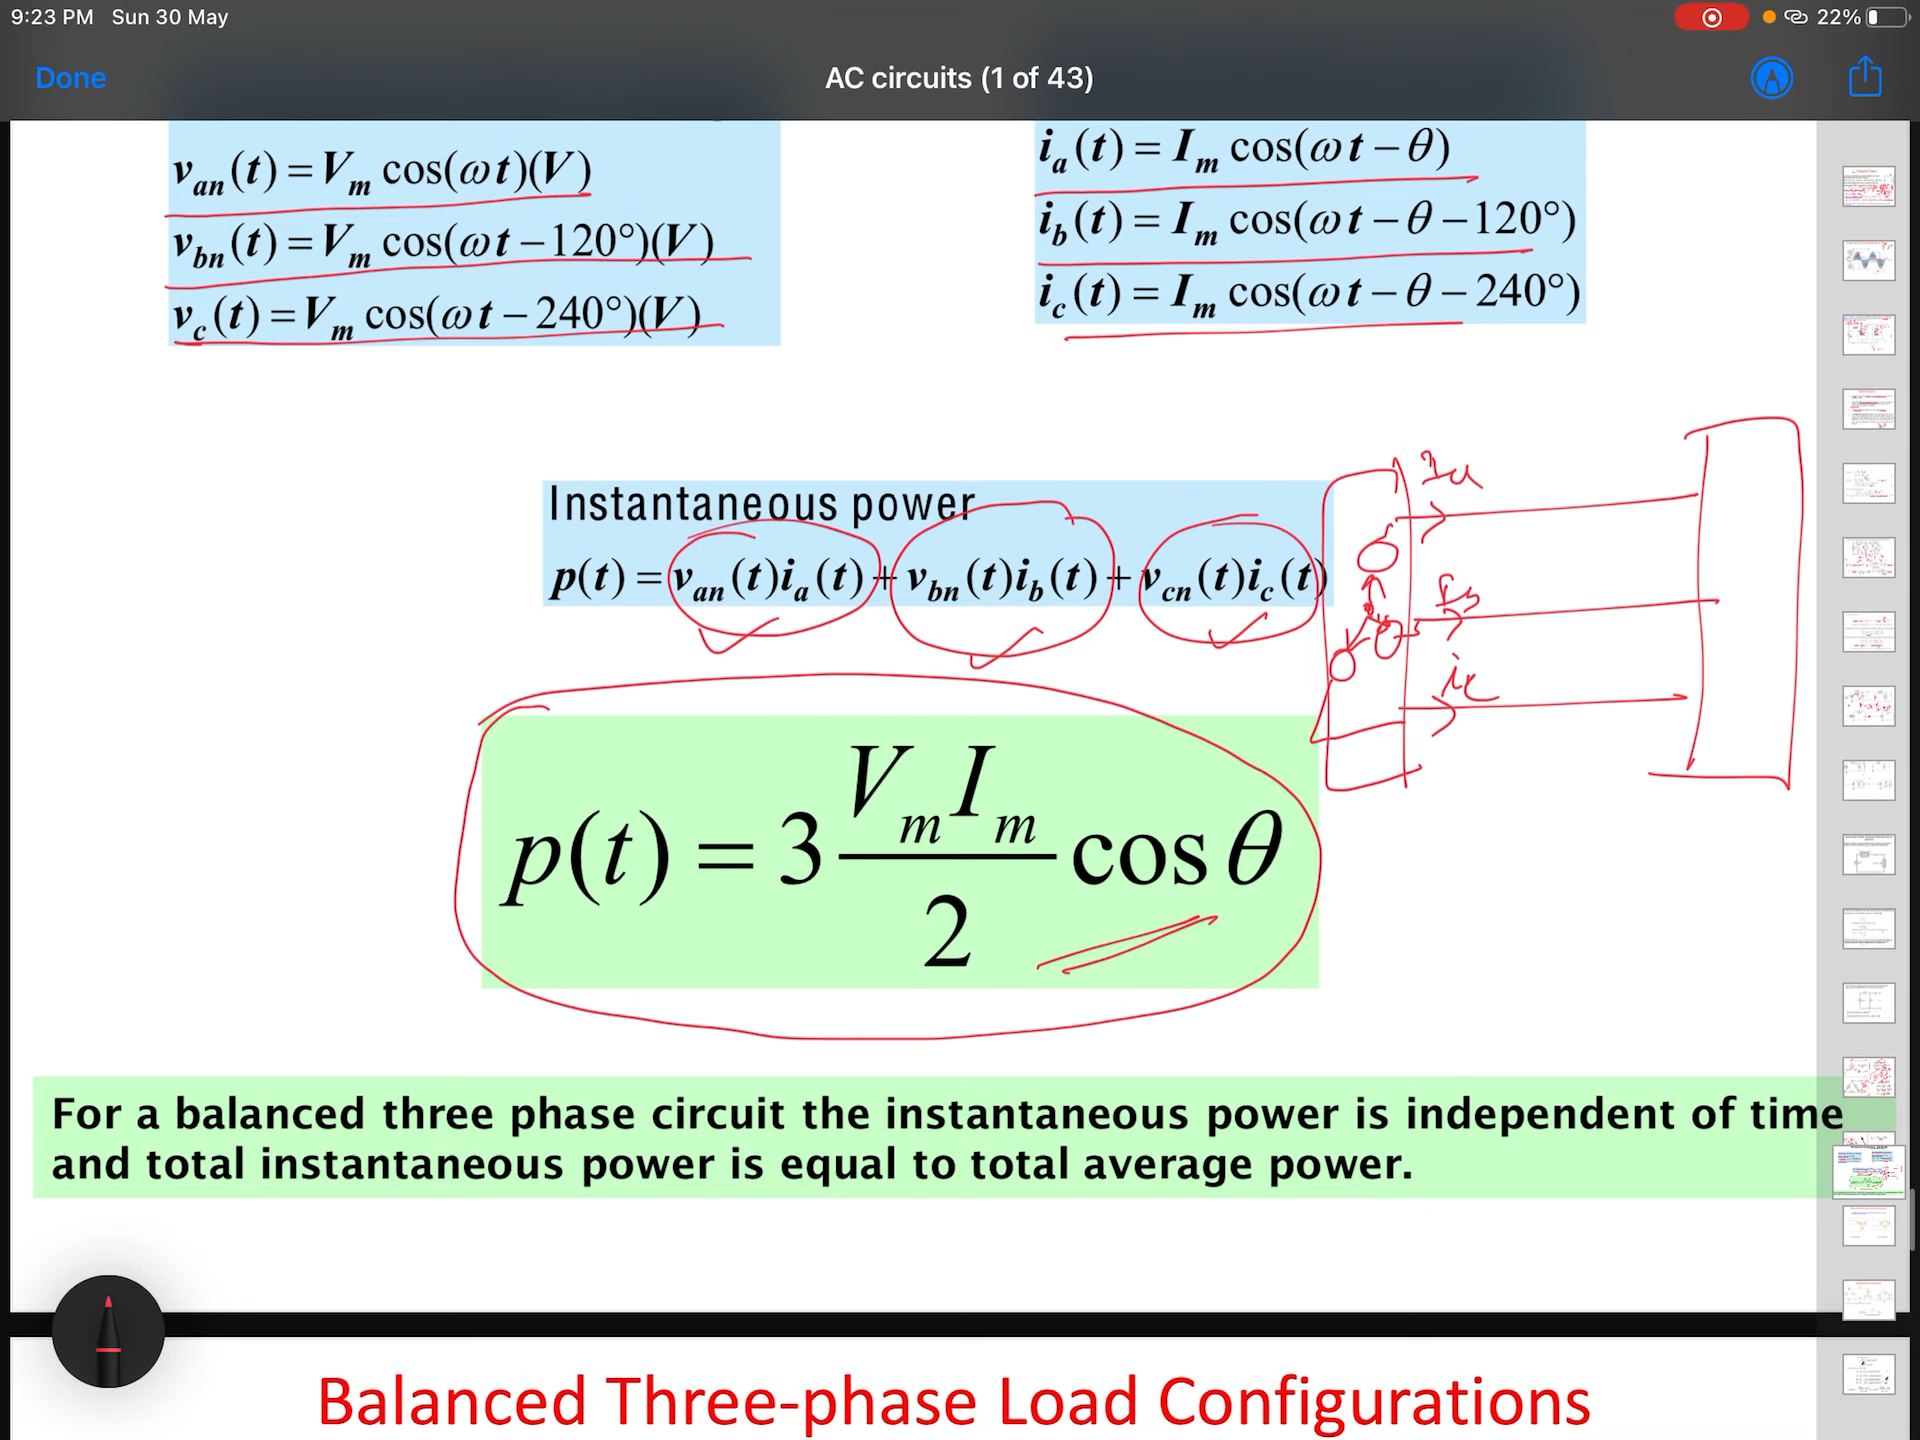 9:23 PM Sun 30 May 22%
Done AC circuits (1 of 43)
v_an(t) = V_m cos(ωt)(V)
v_bn(t) = V_m cos(ωt − 120°)(V)
v_c(t) = V_m cos(ωt − 240°)(V)
i_a(t) = I_m cos(ωt − θ)
i_b(t) = I_m cos(ωt − θ − 120°)
i_c(t) = I_m cos(ωt − θ − 240°)
Instantaneous power
p(t) = v_an(t)i_a(t) + v_bn(t)i_b(t) + v_cn(t)i_c(t)
ic
p(t) = 3 V_m I_m / 2 cos θ
For a balanced three phase circuit the instantaneous power is independent of time
and total instantaneous power is equal to total average power.
Balanced Three-phase Load Configurations